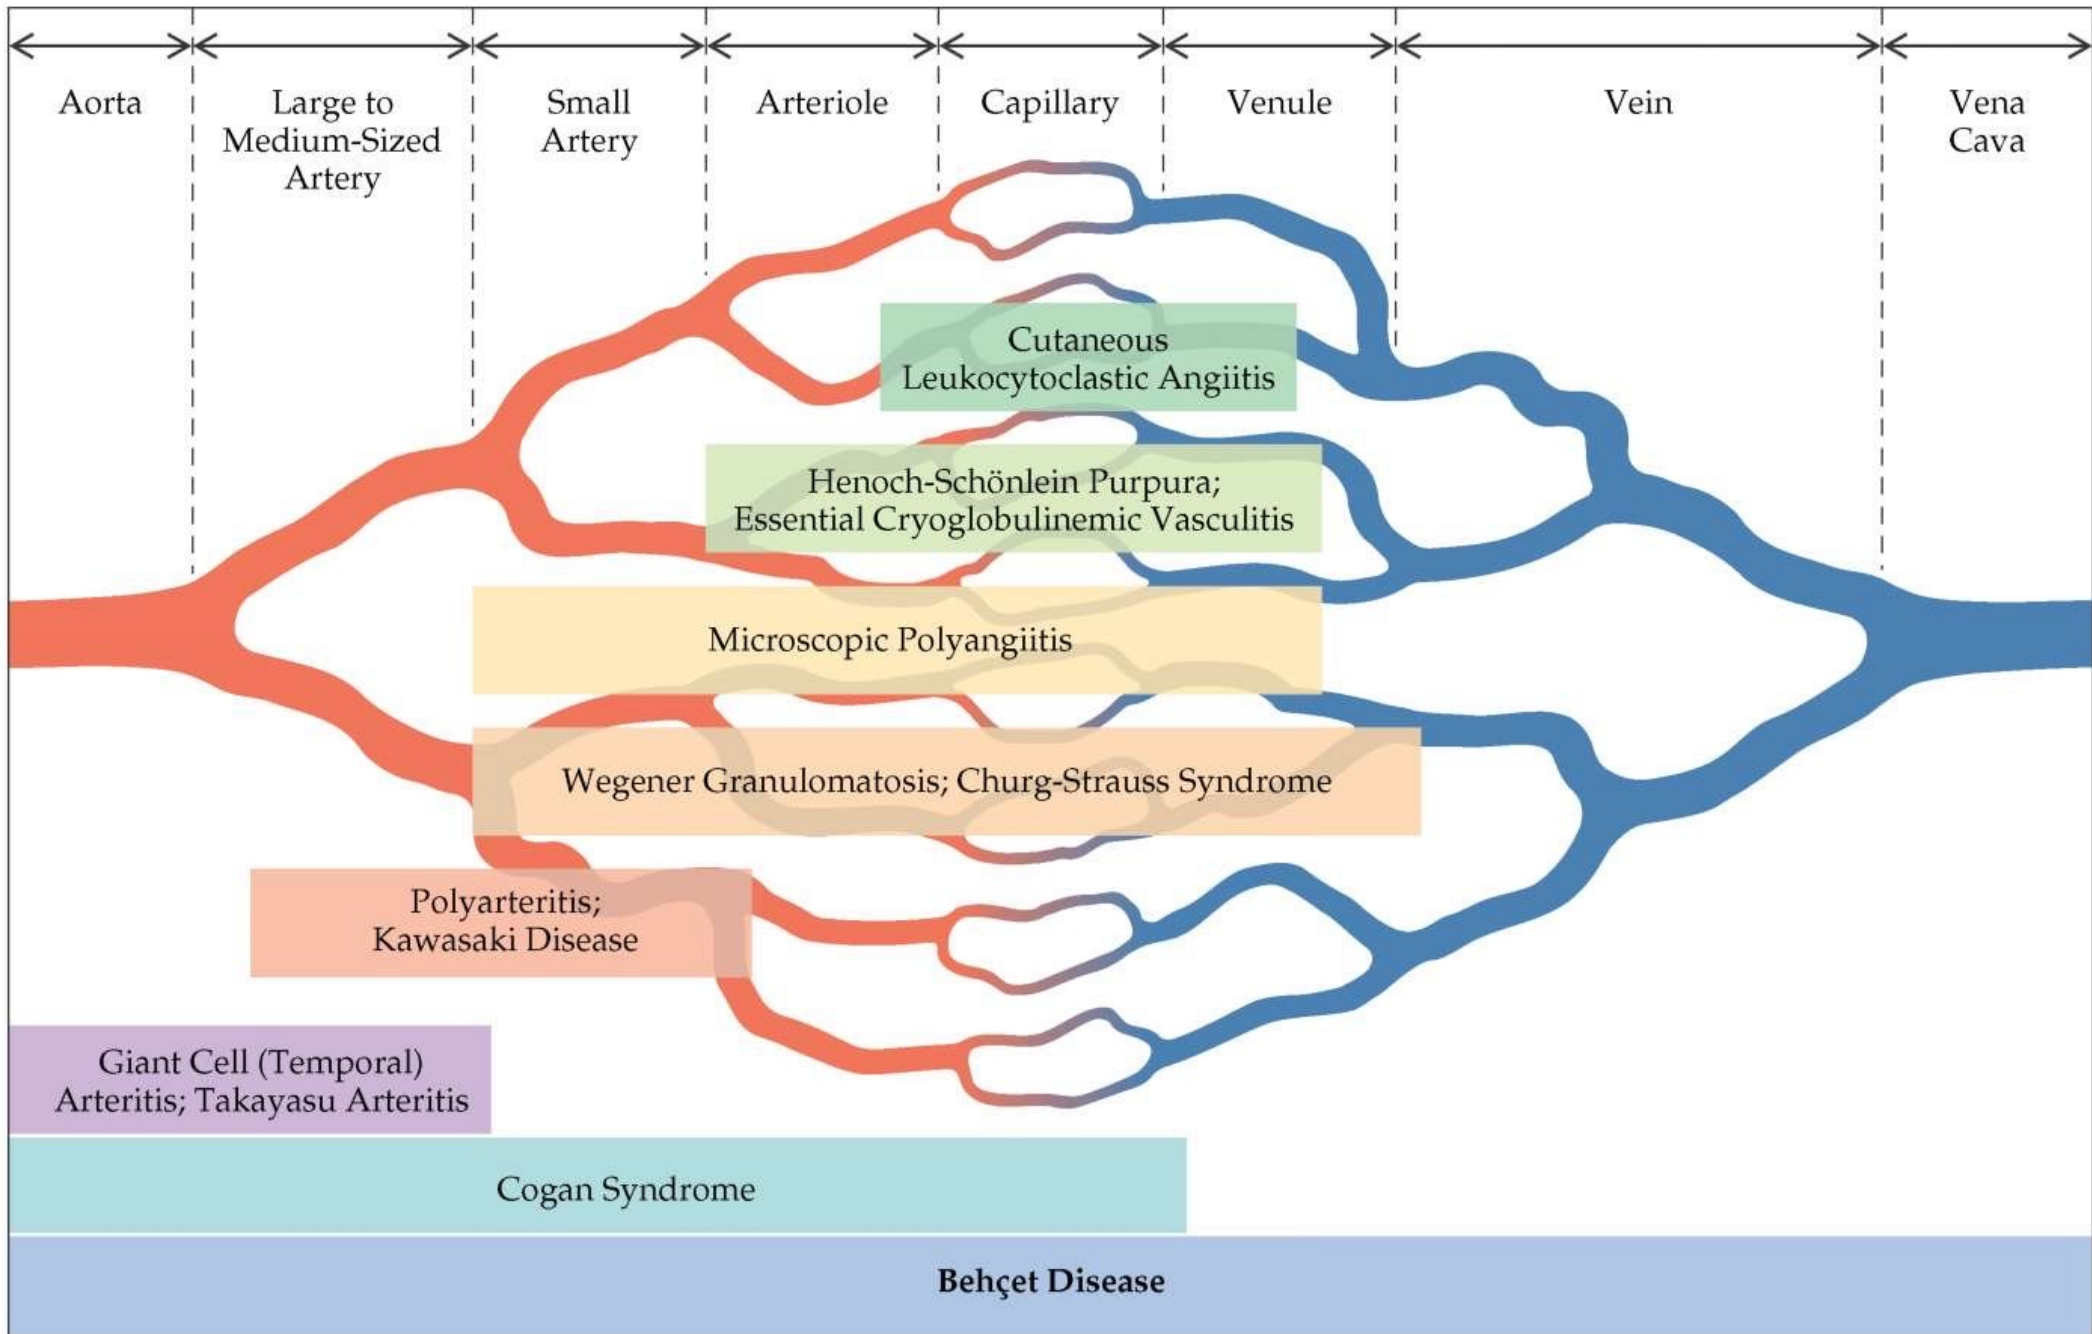 Aorta
Large to
Medium-Sized
Artery
Small
Artery
Arteriole
Capillary
Venule
Vein
Vena
Cava
Cutaneous
Leukocytoclastic Angiitis
Henoch-Schönlein Purpura;
Essential Cryoglobulinemic Vasculitis
Microscopic Polyangiitis
Wegener Granulomatosis; Churg-Strauss Syndrome
Polyarteritis;
Kawasaki Disease
Giant Cell (Temporal)
Arteritis; Takayasu Arteritis
Cogan Syndrome
Behçet Disease